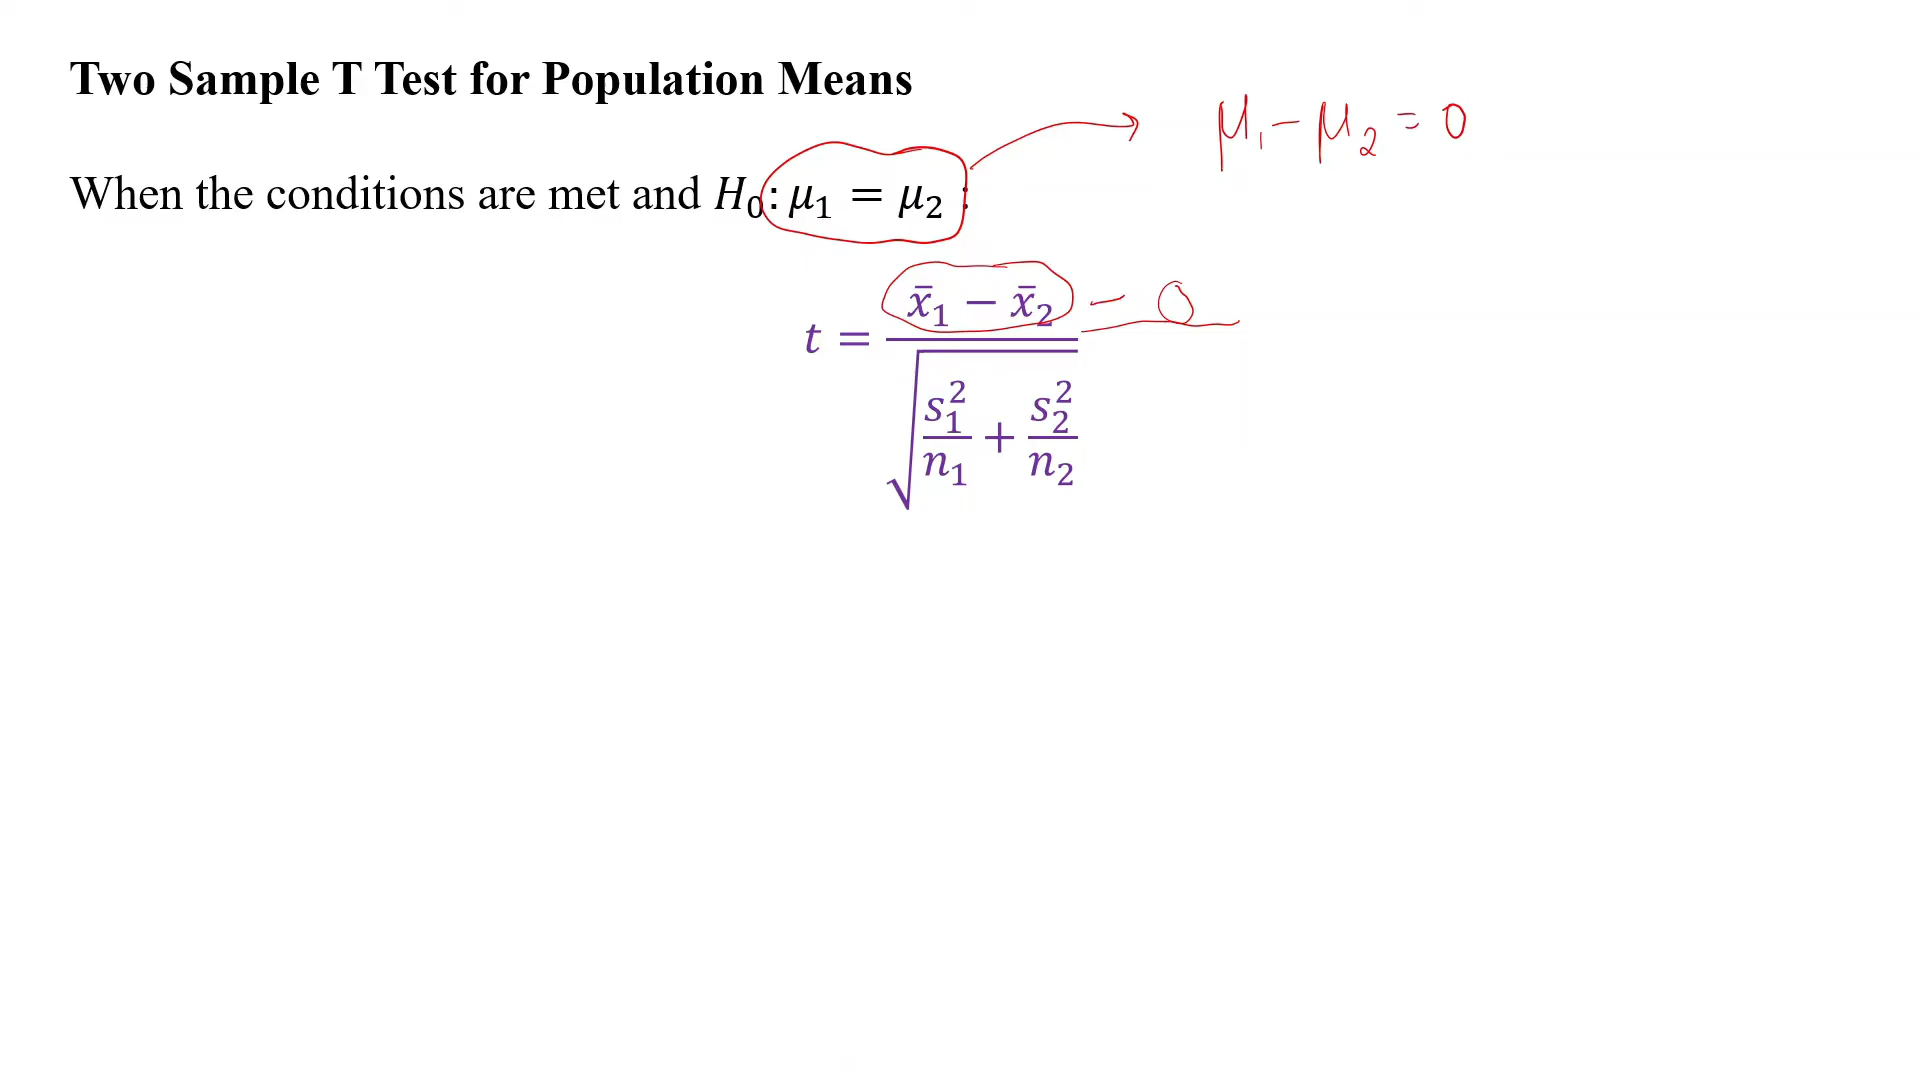 Two Sample T Test for Population Means
μ₁ - μ₂ = 0
When the conditions are met and H₀: μ₁ = μ₂ :
t = (x̄₁ − x̄₂)/√(s₁²/n₁ + s₂²/n₂)
− 0